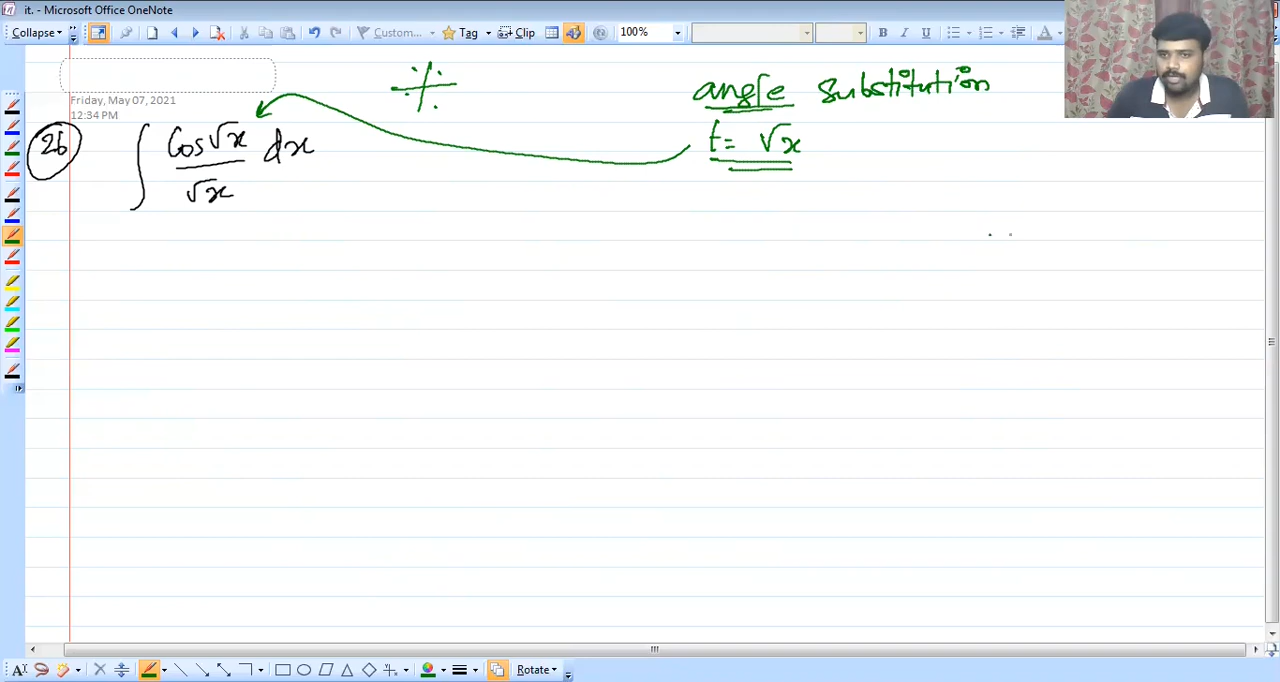 it. - Microsoft Office OneNote
Collapse Custom... Tag Clip 100% B I U A
Friday, May 07, 2021
12:34 PM
angle substitution
t = √x
26 ∫ Cos√x / √x dx
A Rotate